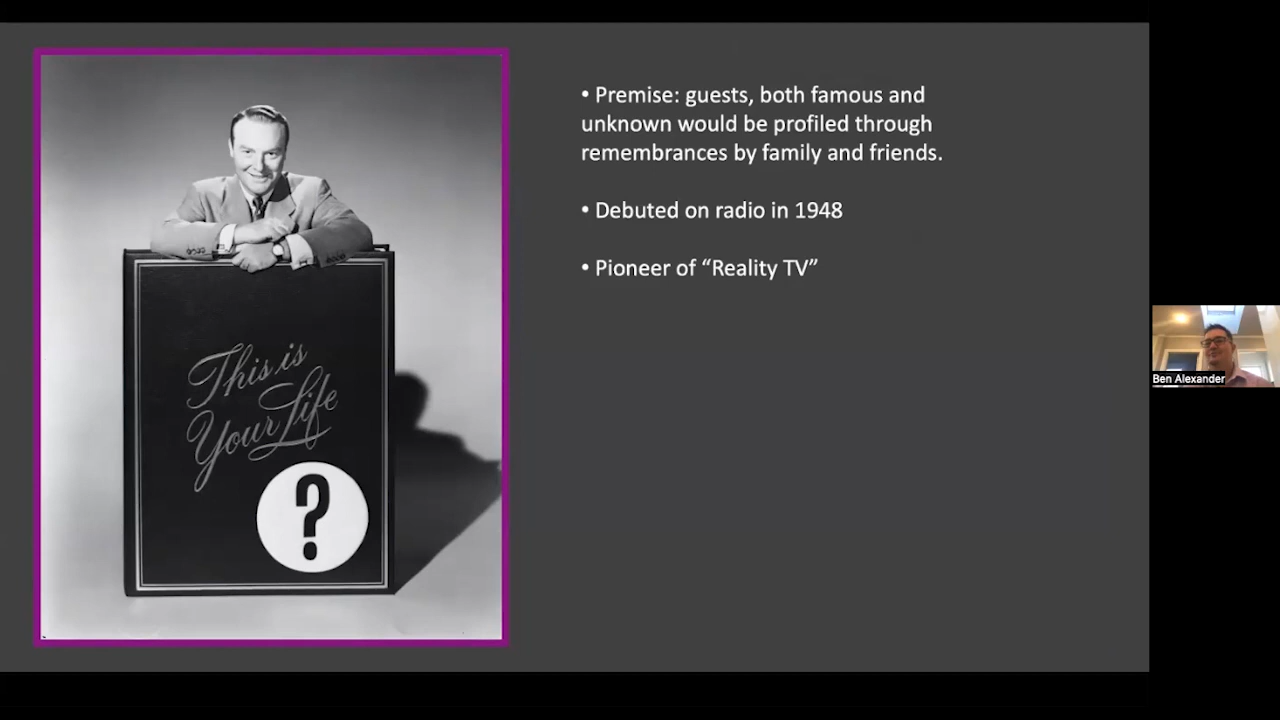 • Premise: guests, both famous and
unknown would be profiled through
remembrances by family and friends.
• Debuted on radio in 1948
• Pioneer of “Reality TV”
This is
Your Life
?
Ben Alexander